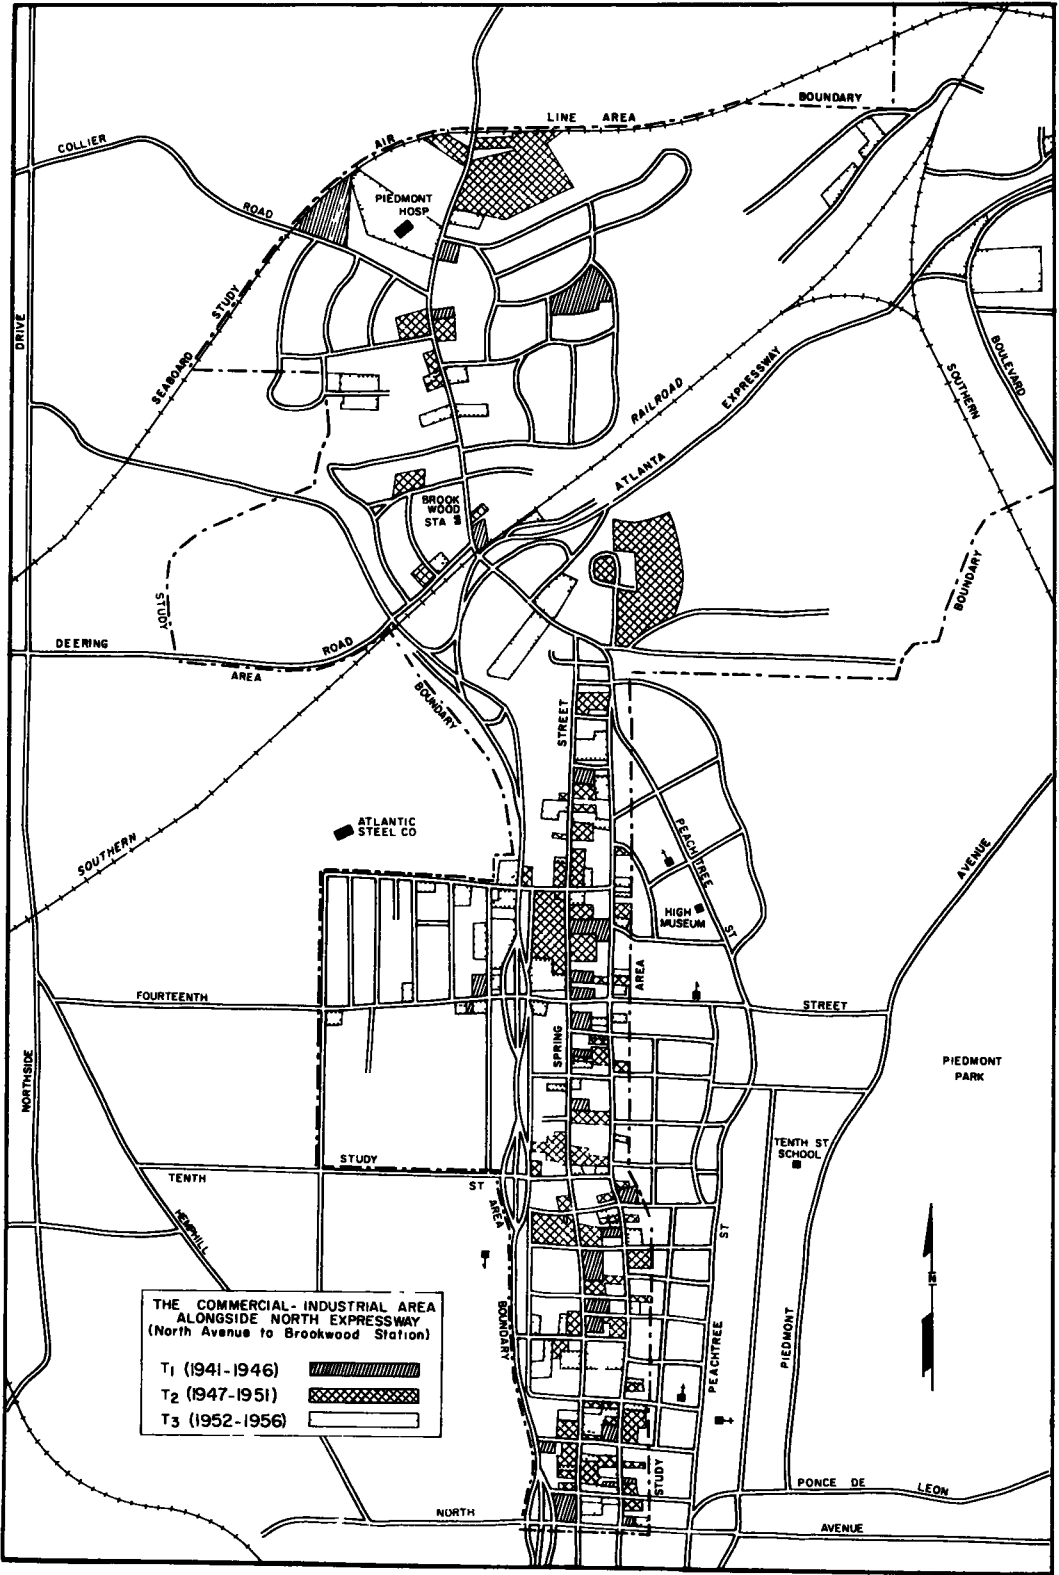 BOUNDARY
LINE AREA
AIR
COLLIER
ROAD
PIEDMONT
HOSP
STUDY
SEABOARD
DRIVE
BOULEVARD
SOUTHERN
EXPRESSWAY
RAILROAD
ATLANTA
BROOK
WOOD
STA
BOUNDARY
STUDY
DEERING
ROAD
AREA
BOUNDARY
STREET
ATLANTIC
STEEL CO
SOUTHERN
PEACHTREE
ST
AVENUE
HIGH
MUSEUM
AREA
FOURTEENTH
STREET
SPRING
NORTHSIDE
PIEDMONT
PARK
TENTH ST
SCHOOL
STUDY
TENTH
ST
AREA
HEMPHILL
ST
N
BOUNDARY
PEACHTREE
PIEDMONT
THE COMMERCIAL-INDUSTRIAL AREA
ALONGSIDE NORTH EXPRESSWAY
(North Avenue to Brookwood Station)
T1 (1941-1946)
T2 (1947-1951)
T3 (1952-1956)
STUDY
PONCE DE LEON
NORTH
AVENUE